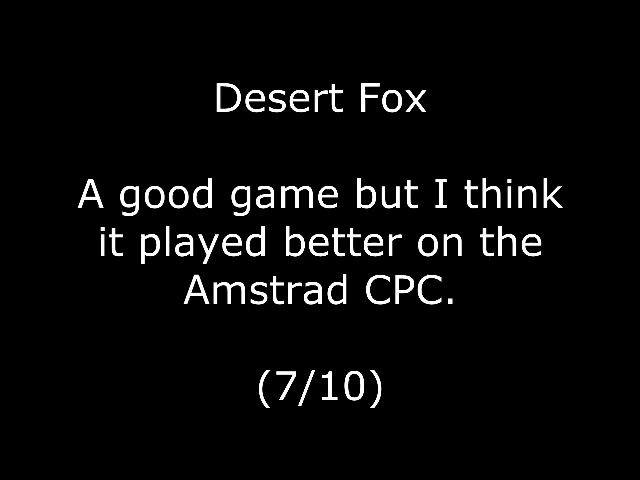 Desert Fox
A good game but I think
it played better on the
Amstrad CPC.
(7/10)